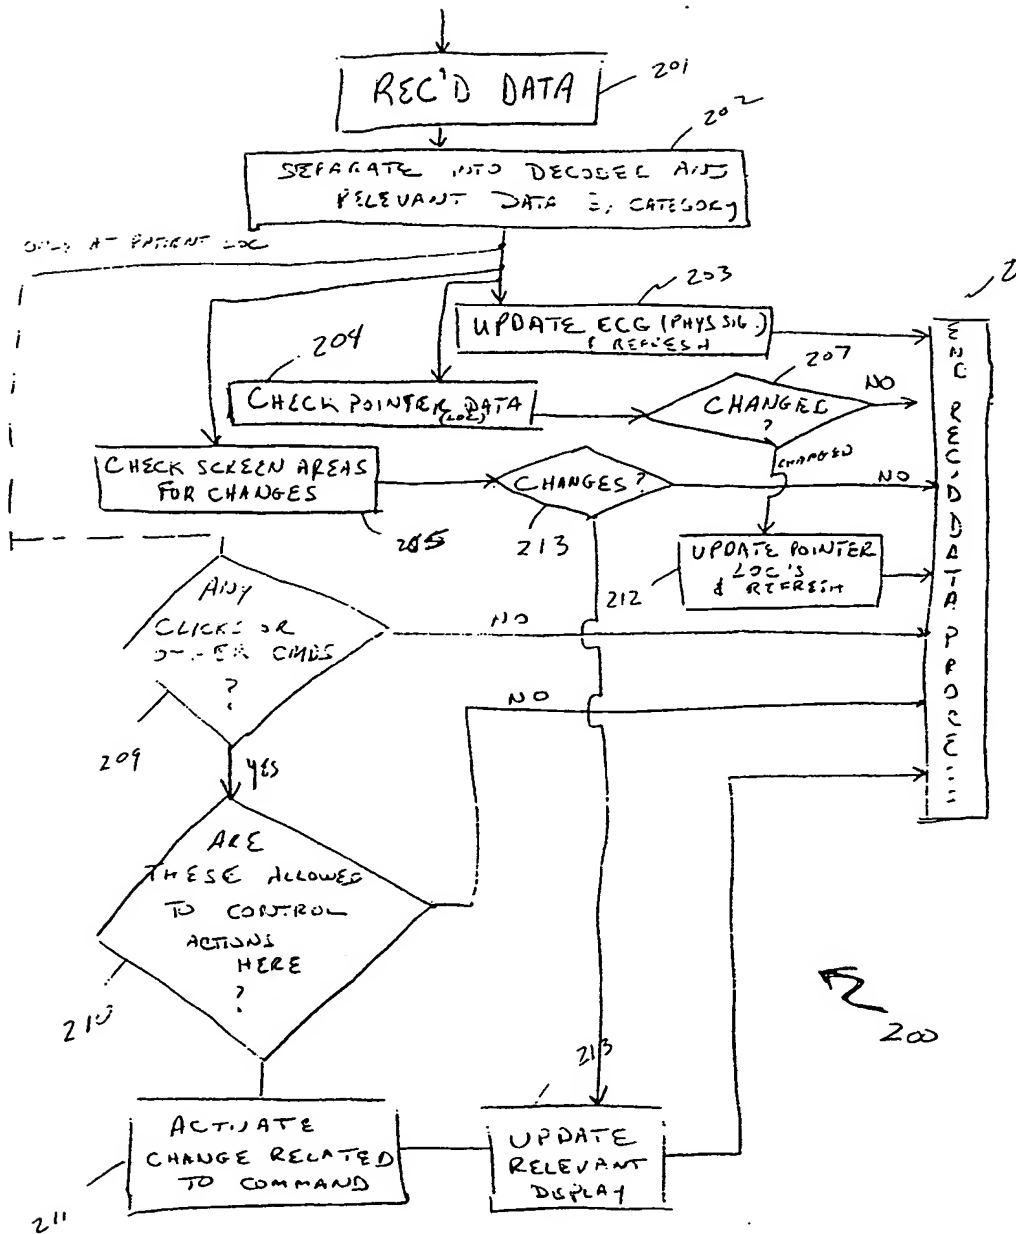 REC'D DATA
201
202
SEPARATE INTO DECODED AND
RELEVANT DATA BY CATEGORY
ONLY AT PATIENT LOC
203
UPDATE ECG (PHYS SIG.)
& REFRESH
204
CHECK POINTER DATA
(LOC)
207
CHANGED
?
NO
CHANGED
CHECK SCREEN AREAS
FOR CHANGES
205
CHANGES?
213
NO
UPDATE POINTER
LOC'S
& REFRESH
212
END REC'D DATA
2
ANY
CLICKS OR
OTHER CMDS
?
209
NO
YES
ARE
THESE ALLOWED
TO CONTROL
ACTIONS
HERE
?
210
NO
200
ACTIVATE
CHANGE RELATED
TO COMMAND
211
213
UPDATE
RELEVANT
DISPLAY